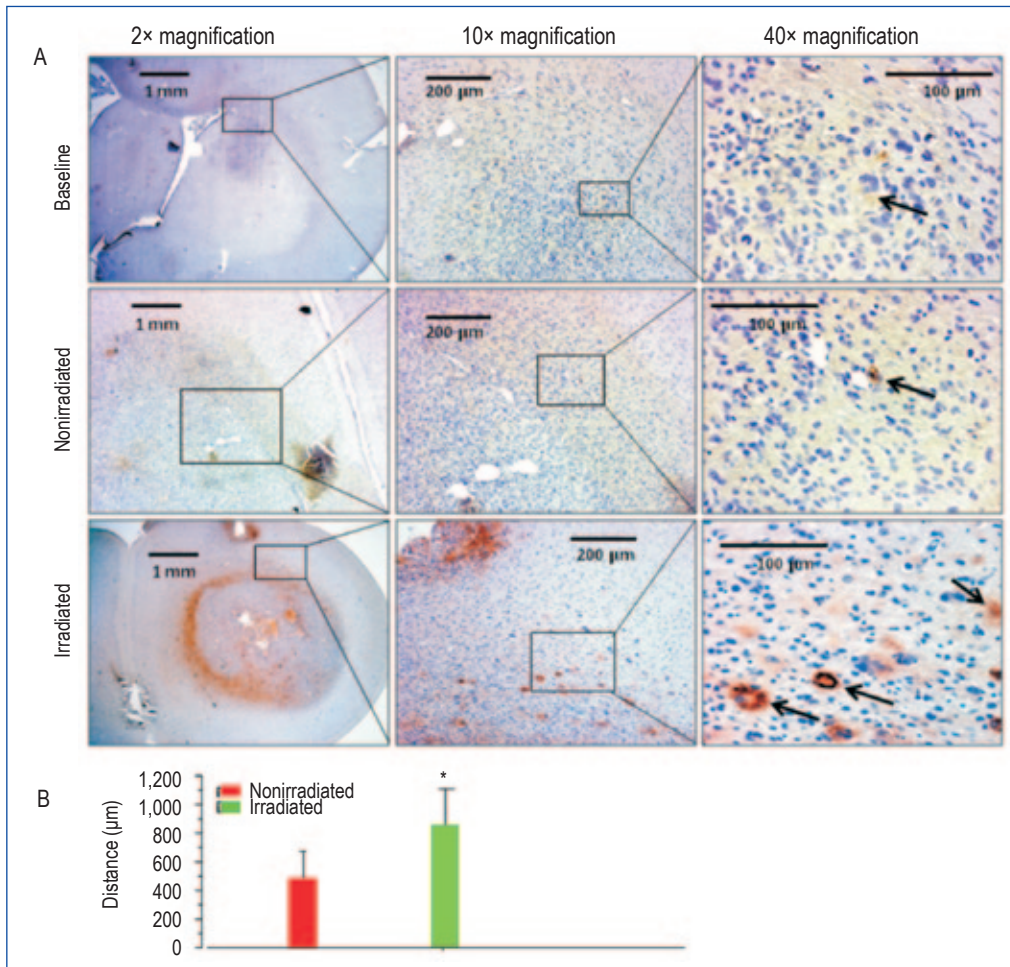 2× magnification 10× magnification 40× magnification
A
Baseline
1 mm
200 µm
100 µm
Nonirradiated
1 mm
200 µm
100 µm
Irradiated
1 mm
200 µm
100 µm
B
Distance (µm)
1,200
1,000
800
600
400
200
0
Nonirradiated
Irradiated
*